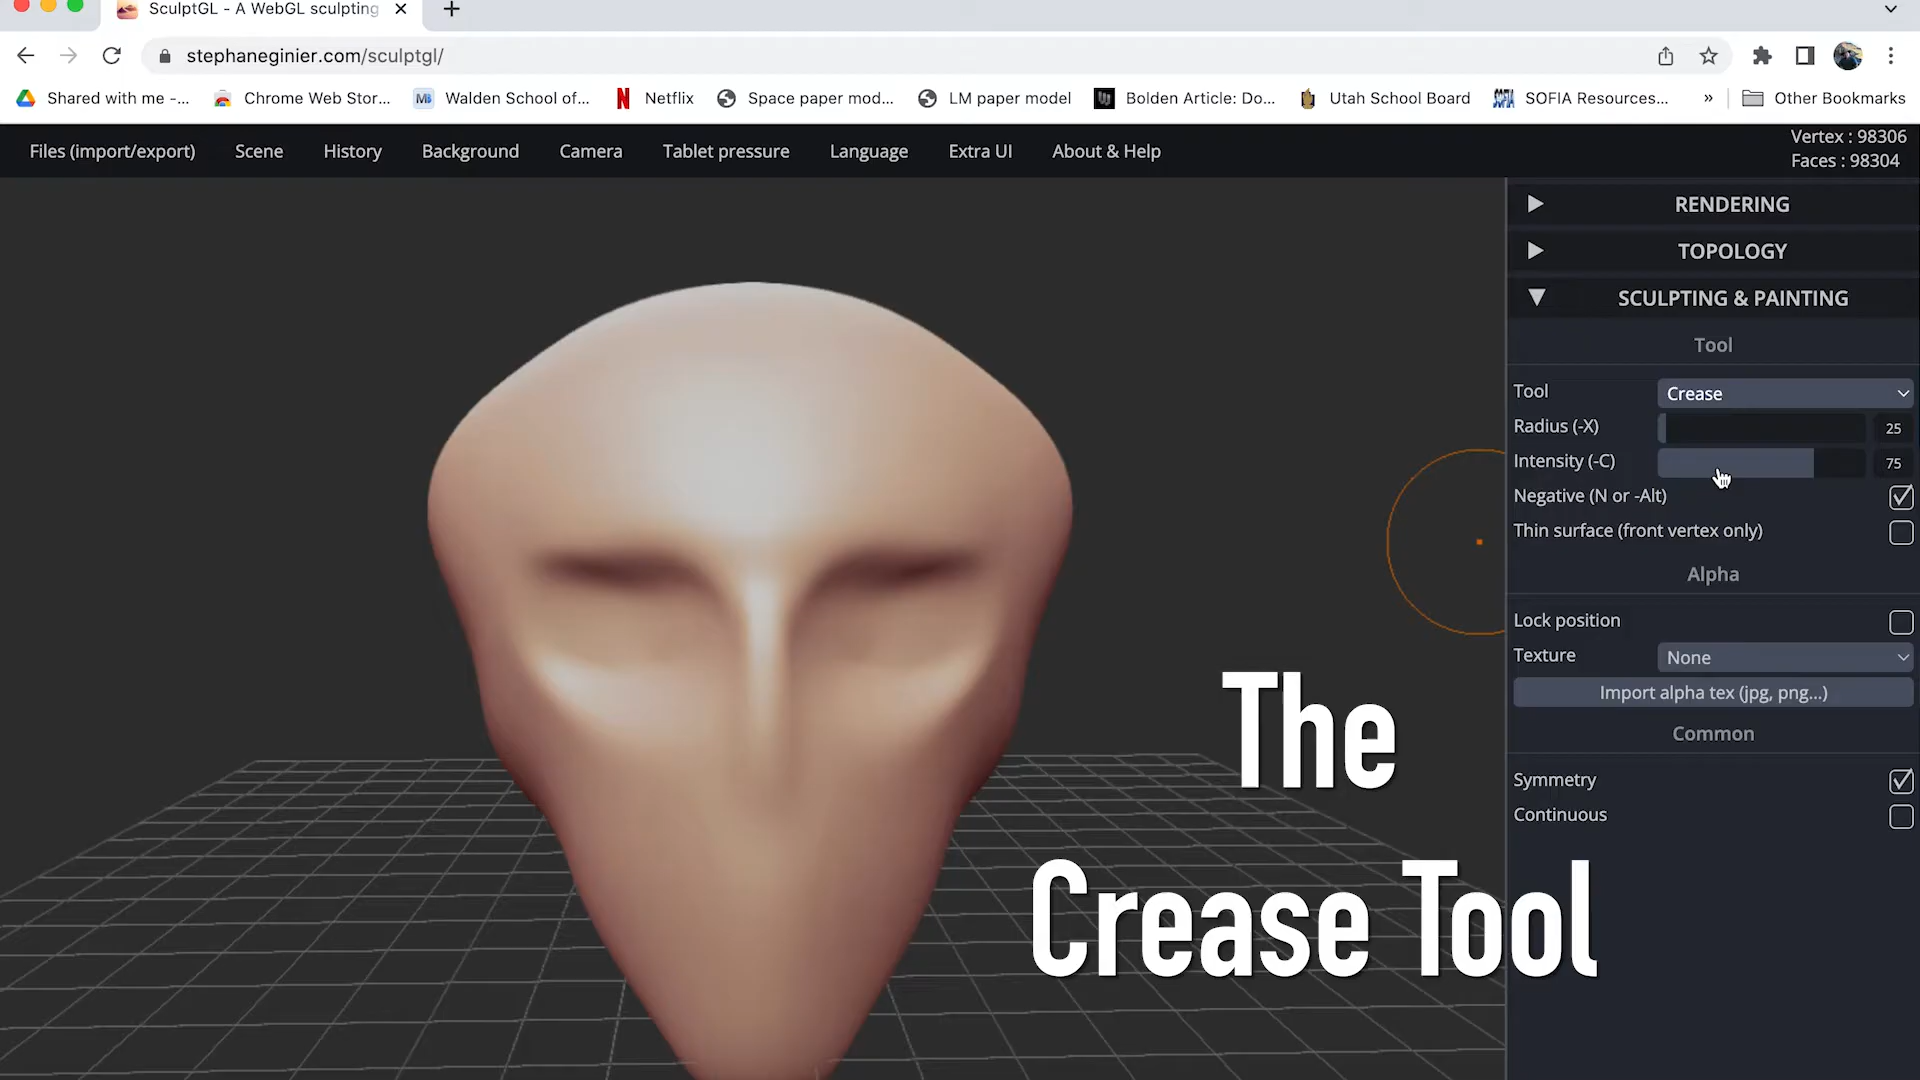 SculptGL - A WebGL sculpting
stephaneginier.com/sculptgl/
Shared with me -... Chrome Web Stor... MB Walden School of... N Netflix Space paper mod... LM paper model Bolden Article: Do... Utah School Board SOFIA SOFIA Resources... » Other Bookmarks
Files (import/export) Scene History Background Camera Tablet pressure Language Extra UI About & Help
Vertex : 98306
Faces : 98304
RENDERING
TOPOLOGY
SCULPTING & PAINTING
Tool
Tool Crease
Radius (-X) 25
Intensity (-C) 75
Negative (N or -Alt)
Thin surface (front vertex only)
Alpha
Lock position
Texture None
Import alpha tex (jpg, png...)
Common
Symmetry
Continuous
The
Crease Tool